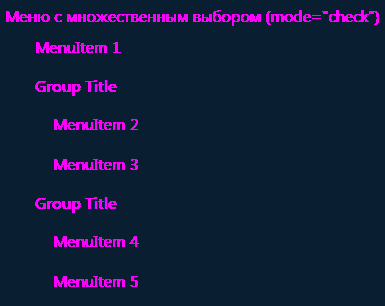 Меню с множественным выбором (mode="check")
MenuItem 1
Group Title
MenuItem 2
MenuItem 3
Group Title
MenuItem 4
MenuItem 5